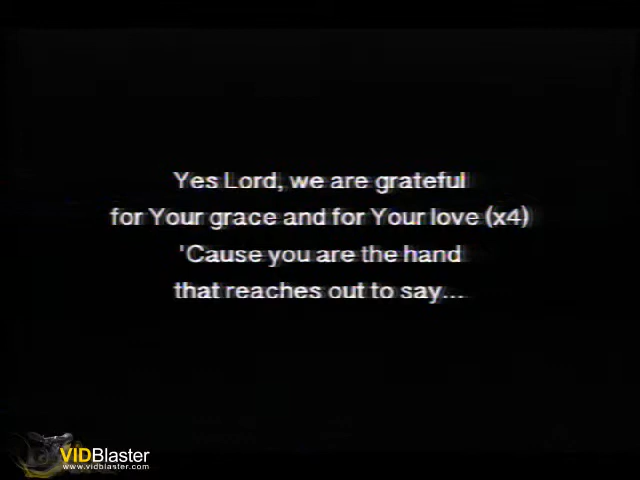 Yes Lord, we are grateful
for Your grace and for Your love (x4)
'Cause you are the hand
that reaches out to say...
VIDBlaster
www.vidblaster.com